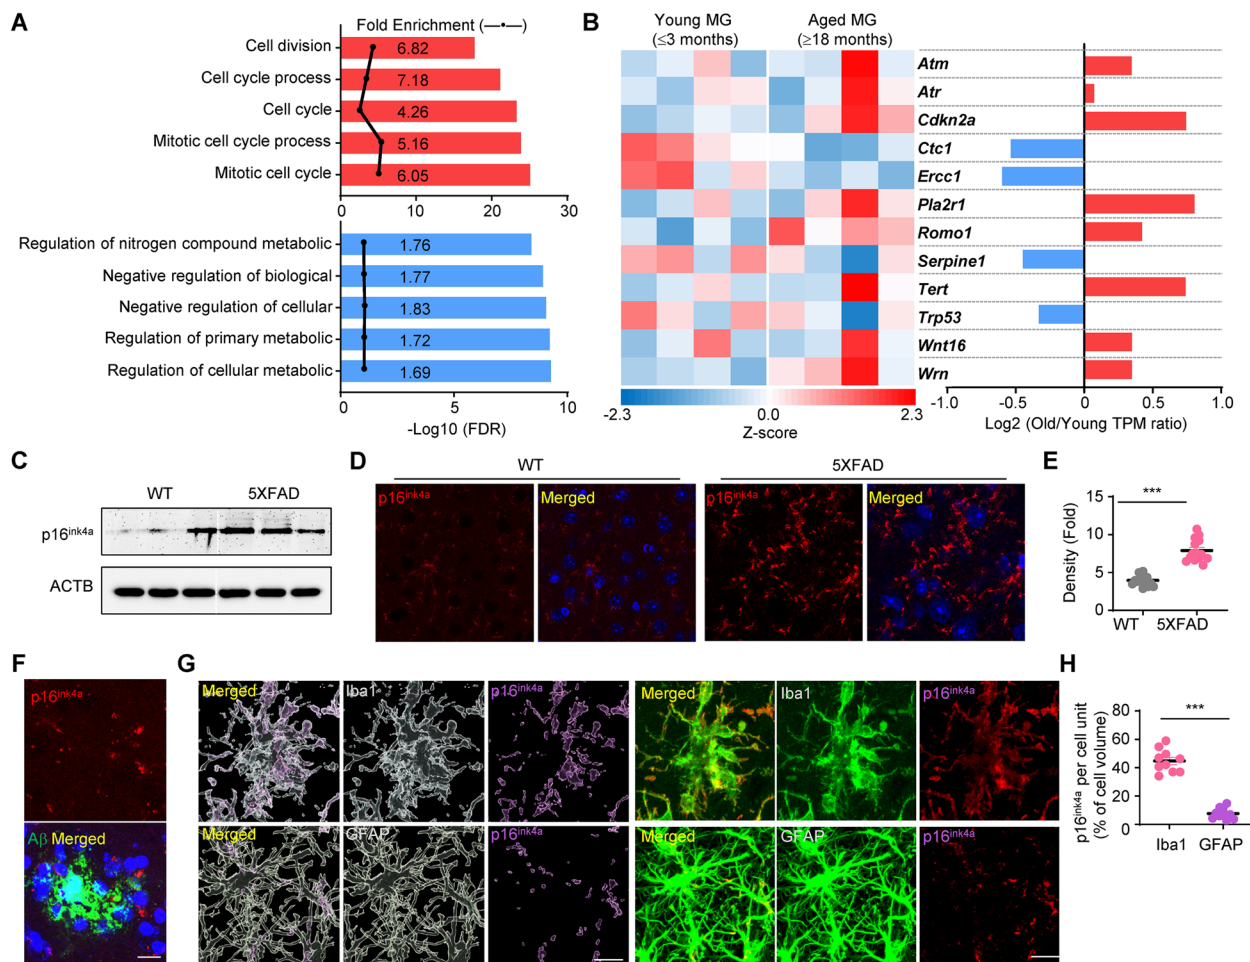 A
Fold Enrichment (—•—)
Cell division 6.82
Cell cycle process 7.18
Cell cycle 4.26
Mitotic cell cycle process 5.16
Mitotic cell cycle 6.05
0 10 20 30
Regulation of nitrogen compound metabolic 1.76
Negative regulation of biological 1.77
Negative regulation of cellular 1.83
Regulation of primary metabolic 1.72
Regulation of cellular metabolic 1.69
0 5 10
-Log10 (FDR)
B
Young MG Aged MG
(≤3 months) (≥18 months)
Atm
Atr
Cdkn2a
Ctc1
Ercc1
Pla2r1
Romo1
Serpine1
Tert
Trp53
Wnt16
Wrn
-2.3 0.0 2.3
Z-score
-1.0 -0.5 0 0.5 1.0
Log2 (Old/Young TPM ratio)
C
WT 5XFAD
p16ink4a
ACTB
D
WT 5XFAD
p16ink4a Merged p16ink4a Merged
E
***
Density (Fold)
15
10
5
0
WT 5XFAD
F
p16ink4a
Aβ Merged
G
Merged Iba1 p16ink4a Merged Iba1 p16ink4a
Merged GFAP p16ink4a Merged GFAP p16ink4a
H
***
p16ink4a per cell unit
(% of cell volume)
80
60
40
20
0
Iba1 GFAP